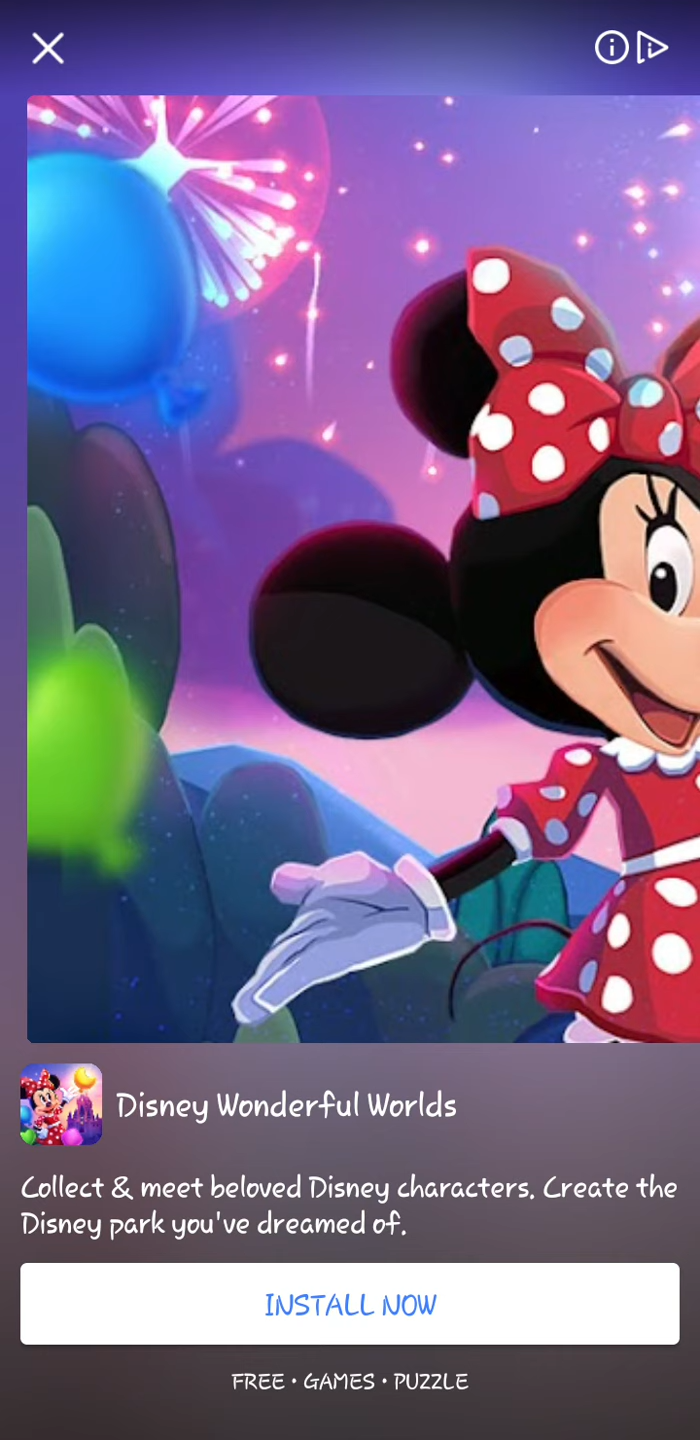 Disney Wonderful Worlds
Collect & meet beloved Disney characters. Create the
Disney park you've dreamed of.
INSTALL NOW
FREE • GAMES • PUZZLE